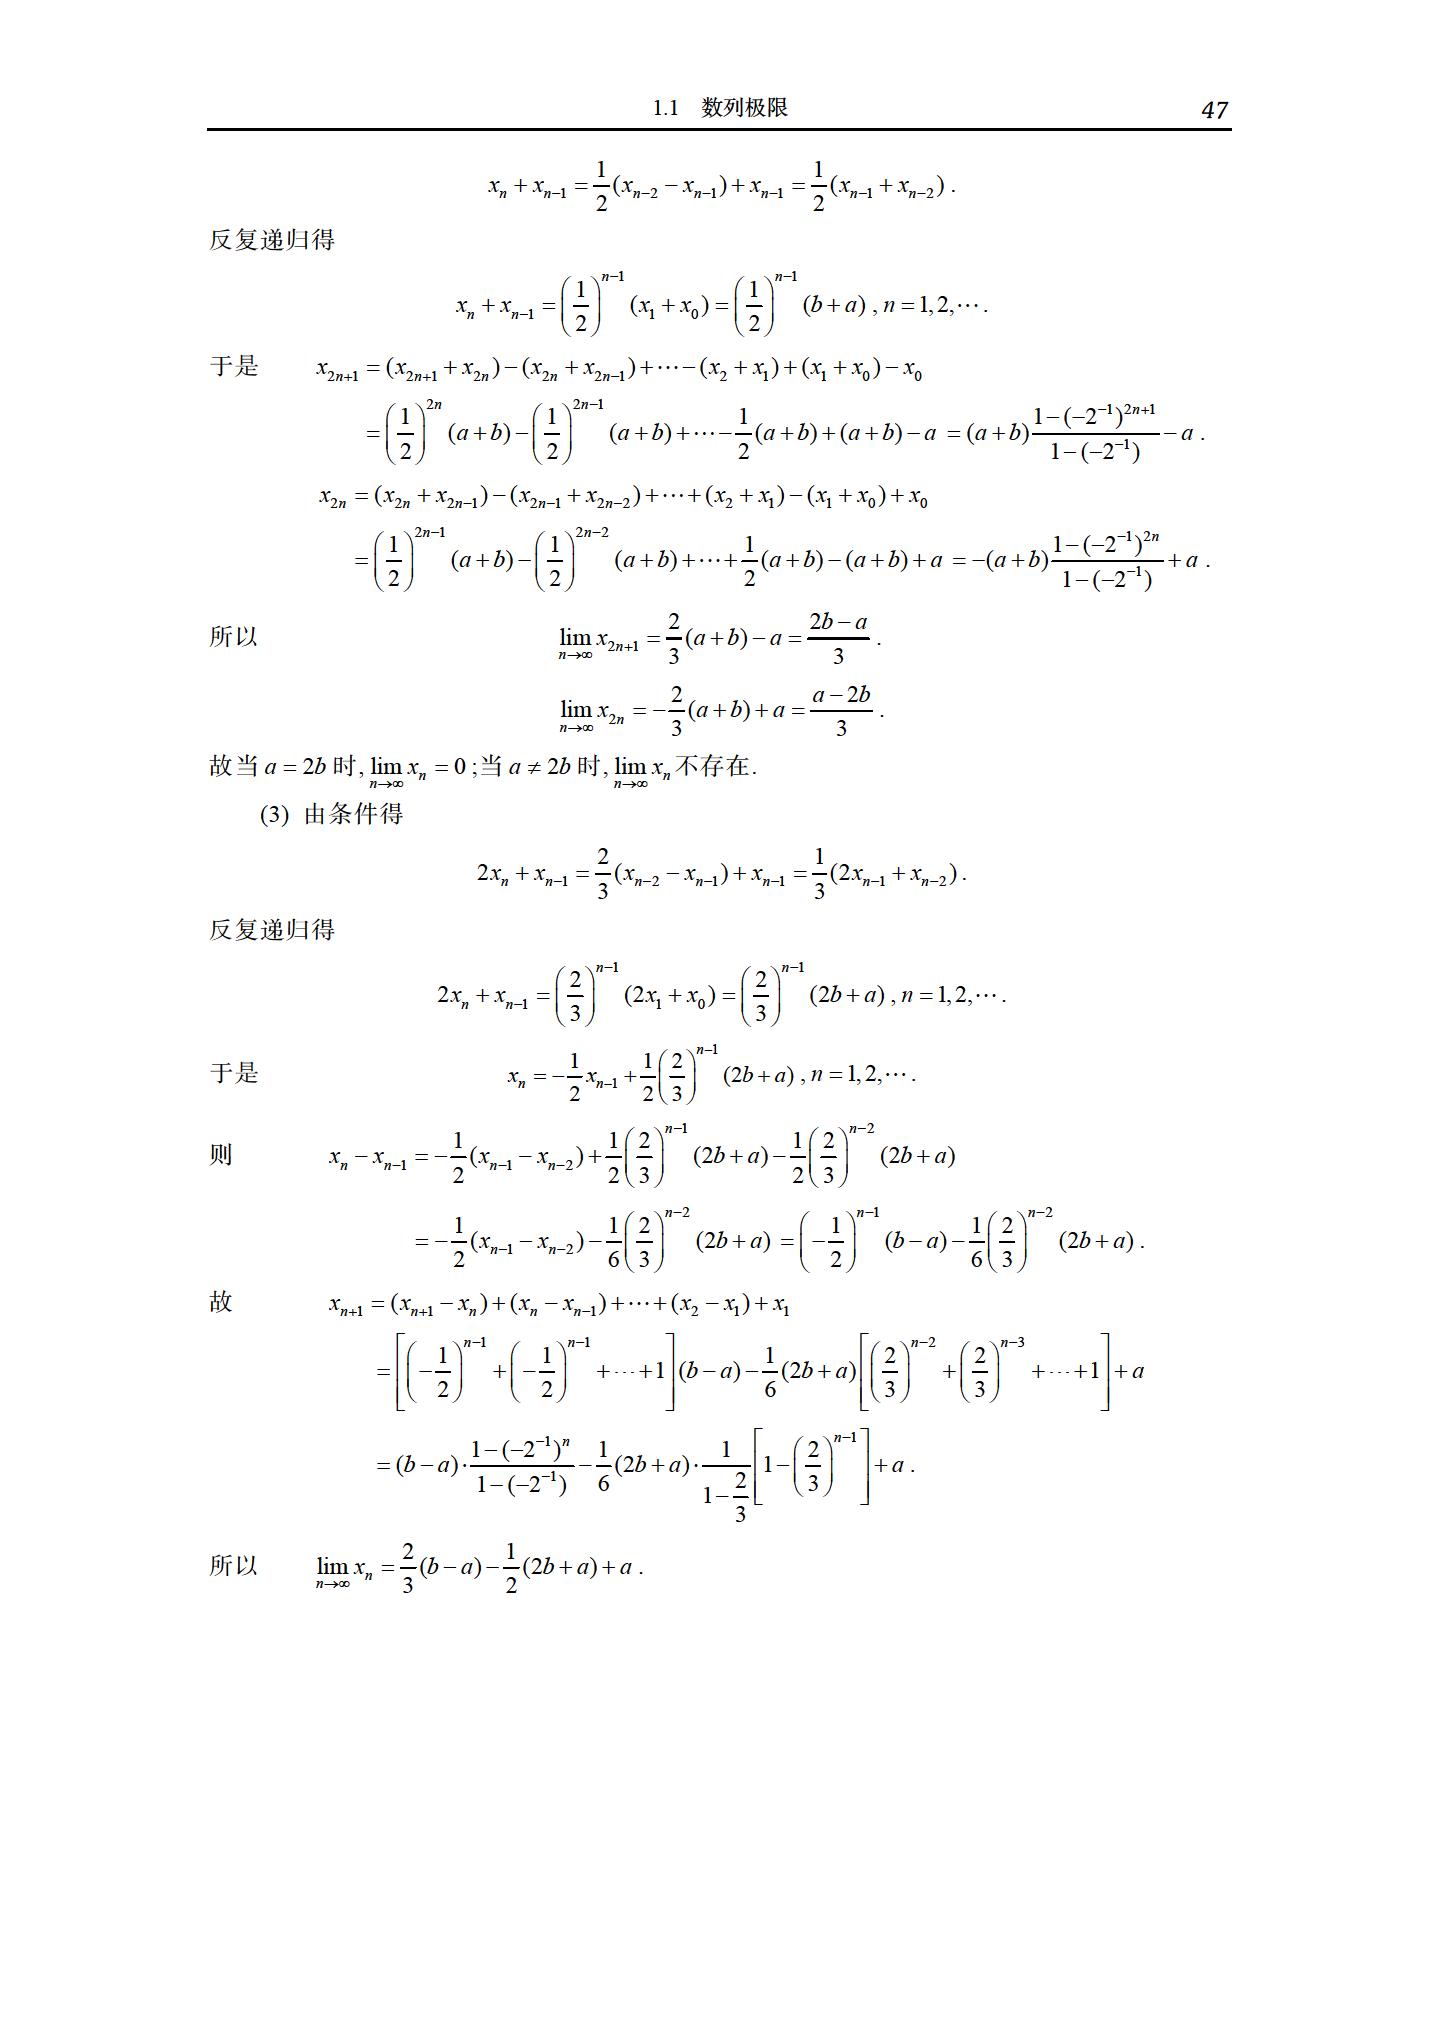 1.1 数列极限 47
$x_n + x_{n-1} = \frac{1}{2}(x_{n-2} - x_{n-1}) + x_{n-1} = \frac{1}{2}(x_{n-1} + x_{n-2})$ .
反复递归得
$x_n + x_{n-1} = \left(\frac{1}{2}\right)^{n-1}(x_1 + x_0) = \left(\frac{1}{2}\right)^{n-1}(b+a)$ , $n = 1,2,\cdots$ .
于是 $x_{2n+1} = (x_{2n+1} + x_{2n}) - (x_{2n} + x_{2n-1}) + \cdots - (x_2 + x_1) + (x_1 + x_0) - x_0$
$= \left(\frac{1}{2}\right)^{2n}(a+b) - \left(\frac{1}{2}\right)^{2n-1}(a+b) + \cdots - \frac{1}{2}(a+b) + (a+b) - a = (a+b)\frac{1-(-2^{-1})^{2n+1}}{1-(-2^{-1})} - a$ .
$x_{2n} = (x_{2n} + x_{2n-1}) - (x_{2n-1} + x_{2n-2}) + \cdots + (x_2 + x_1) - (x_1 + x_0) + x_0$
$= \left(\frac{1}{2}\right)^{2n-1}(a+b) - \left(\frac{1}{2}\right)^{2n-2}(a+b) + \cdots + \frac{1}{2}(a+b) - (a+b) + a = -(a+b)\frac{1-(-2^{-1})^{2n}}{1-(-2^{-1})} + a$ .
所以 $\lim_{n\to\infty} x_{2n+1} = \frac{2}{3}(a+b) - a = \frac{2b-a}{3}$ .
$\lim_{n\to\infty} x_{2n} = -\frac{2}{3}(a+b) + a = \frac{a-2b}{3}$ .
故当 $a = 2b$ 时, $\lim_{n\to\infty} x_n = 0$ ;当 $a \neq 2b$ 时, $\lim_{n\to\infty} x_n$ 不存在.
(3) 由条件得
$2x_n + x_{n-1} = \frac{2}{3}(x_{n-2} - x_{n-1}) + x_{n-1} = \frac{1}{3}(2x_{n-1} + x_{n-2})$ .
反复递归得
$2x_n + x_{n-1} = \left(\frac{2}{3}\right)^{n-1}(2x_1 + x_0) = \left(\frac{2}{3}\right)^{n-1}(2b+a)$ , $n = 1,2,\cdots$ .
于是 $x_n = -\frac{1}{2}x_{n-1} + \frac{1}{2}\left(\frac{2}{3}\right)^{n-1}(2b+a)$ , $n = 1,2,\cdots$ .
则 $x_n - x_{n-1} = -\frac{1}{2}(x_{n-1} - x_{n-2}) + \frac{1}{2}\left(\frac{2}{3}\right)^{n-1}(2b+a) - \frac{1}{2}\left(\frac{2}{3}\right)^{n-2}(2b+a)$
$= -\frac{1}{2}(x_{n-1} - x_{n-2}) - \frac{1}{6}\left(\frac{2}{3}\right)^{n-2}(2b+a) = \left(-\frac{1}{2}\right)^{n-1}(b-a) - \frac{1}{6}\left(\frac{2}{3}\right)^{n-2}(2b+a)$ .
故 $x_{n+1} = (x_{n+1} - x_n) + (x_n - x_{n-1}) + \cdots + (x_2 - x_1) + x_1$
$= \left[\left(-\frac{1}{2}\right)^{n-1} + \left(-\frac{1}{2}\right)^{n-1} + \cdots + 1\right](b-a) - \frac{1}{6}(2b+a)\left[\left(\frac{2}{3}\right)^{n-2} + \left(\frac{2}{3}\right)^{n-3} + \cdots + 1\right] + a$
$= (b-a)\cdot\frac{1-(-2^{-1})^n}{1-(-2^{-1})} - \frac{1}{6}(2b+a)\cdot\frac{1}{1-\frac{2}{3}}\left[1-\left(\frac{2}{3}\right)^{n-1}\right] + a$ .
所以 $\lim_{n\to\infty} x_n = \frac{2}{3}(b-a) - \frac{1}{2}(2b+a) + a$ .